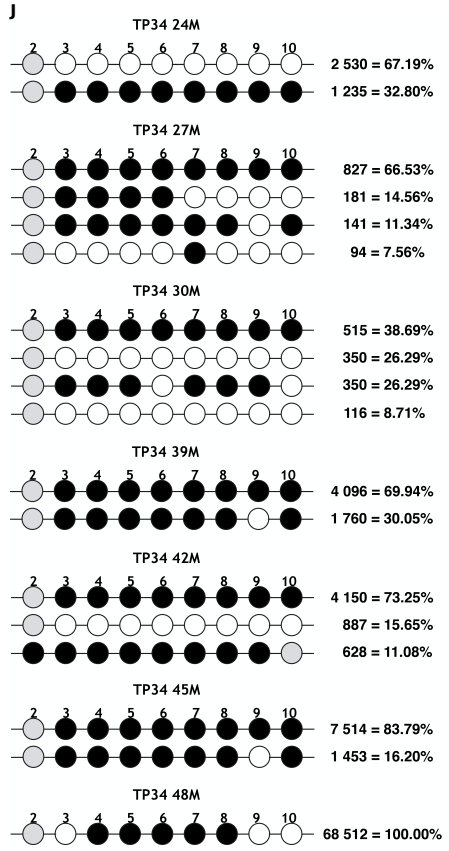 J
TP34 24M
2 3 4 5 6 7 8 9 10
2 530 = 67.19%
1 235 = 32.80%
TP34 27M
2 3 4 5 6 7 8 9 10
827 = 66.53%
181 = 14.56%
141 = 11.34%
94 = 7.56%
TP34 30M
2 3 4 5 6 7 8 9 10
515 = 38.69%
350 = 26.29%
350 = 26.29%
116 = 8.71%
TP34 39M
2 3 4 5 6 7 8 9 10
4 096 = 69.94%
1 760 = 30.05%
TP34 42M
2 3 4 5 6 7 8 9 10
4 150 = 73.25%
887 = 15.65%
628 = 11.08%
TP34 45M
2 3 4 5 6 7 8 9 10
7 514 = 83.79%
1 453 = 16.20%
TP34 48M
2 3 4 5 6 7 8 9 10
68 512 = 100.00%